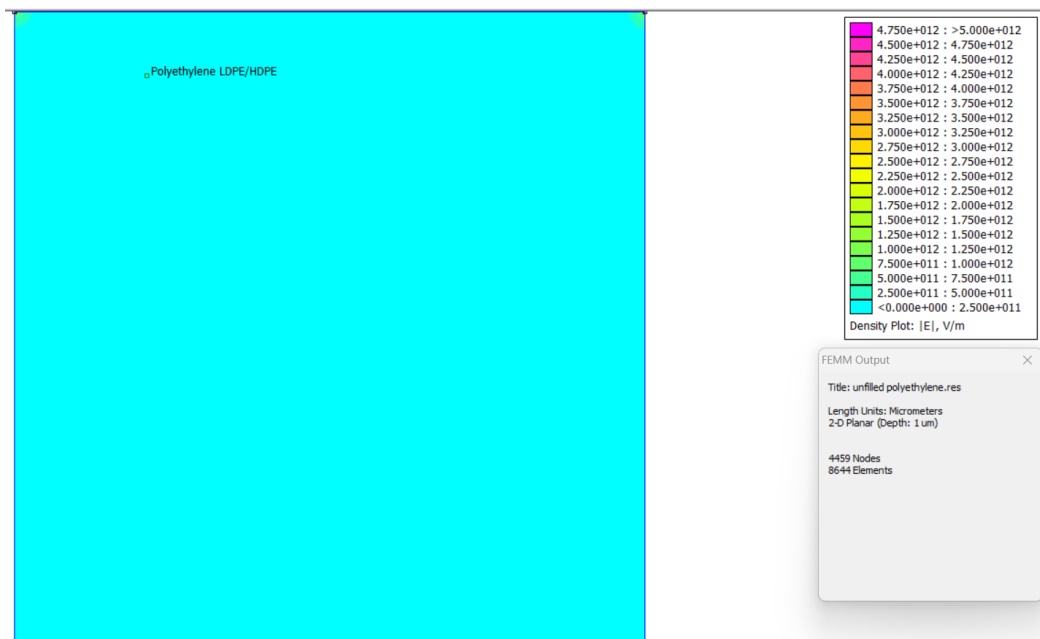 Polyethylene LDPE/HDPE
4.750e+012 : >5.000e+012
4.500e+012 : 4.750e+012
4.250e+012 : 4.500e+012
4.000e+012 : 4.250e+012
3.750e+012 : 4.000e+012
3.500e+012 : 3.750e+012
3.250e+012 : 3.500e+012
3.000e+012 : 3.250e+012
2.750e+012 : 3.000e+012
2.500e+012 : 2.750e+012
2.250e+012 : 2.500e+012
2.000e+012 : 2.250e+012
1.750e+012 : 2.000e+012
1.500e+012 : 1.750e+012
1.250e+012 : 1.500e+012
1.000e+012 : 1.250e+012
7.500e+011 : 1.000e+012
5.000e+011 : 7.500e+011
2.500e+011 : 5.000e+011
<0.000e+000 : 2.500e+011
Density Plot: |E|, V/m
FEMM Output
Title: unfilled polyethylene.res
Length Units: Micrometers
2-D Planar (Depth: 1 um)
4459 Nodes
8644 Elements